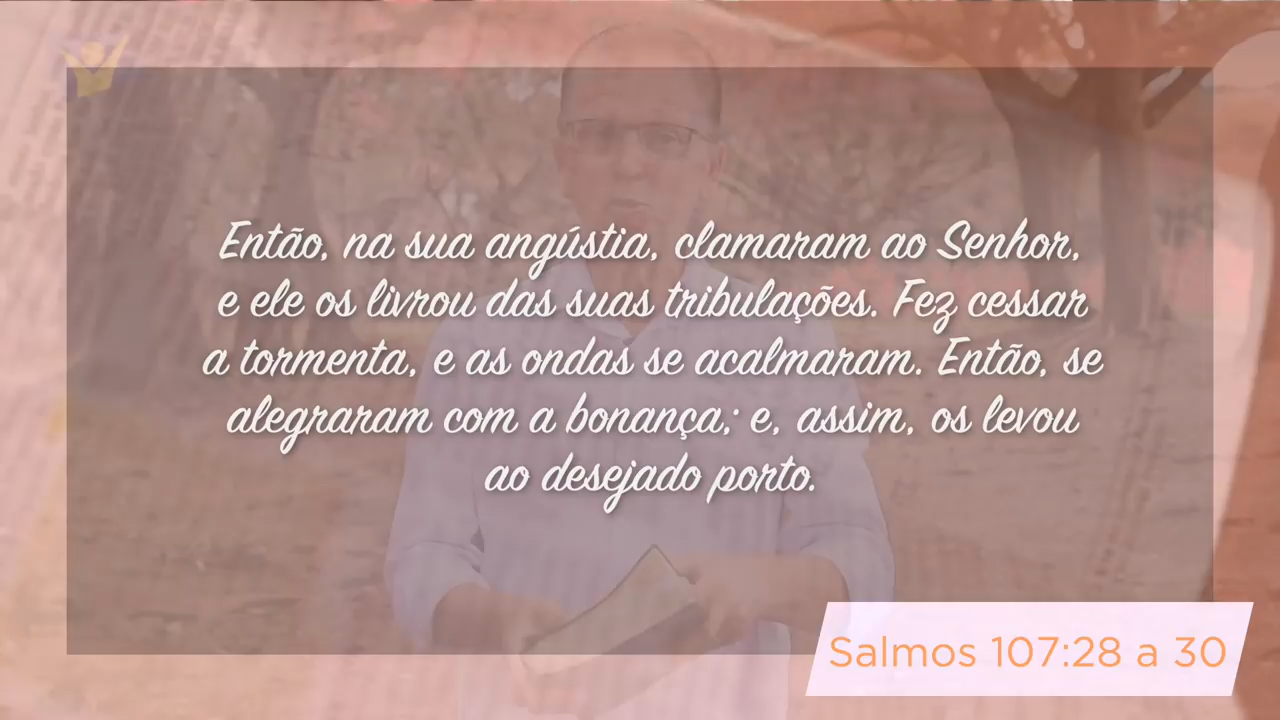 Então, na sua angústia, clamaram ao Senhor,
e ele os livrou das suas tribulações. Fez cessar
a tormenta, e as ondas se acalmaram. Então, se
alegraram com a bonança; e, assim, os levou
ao desejado porto.
Salmos 107:28 a 30